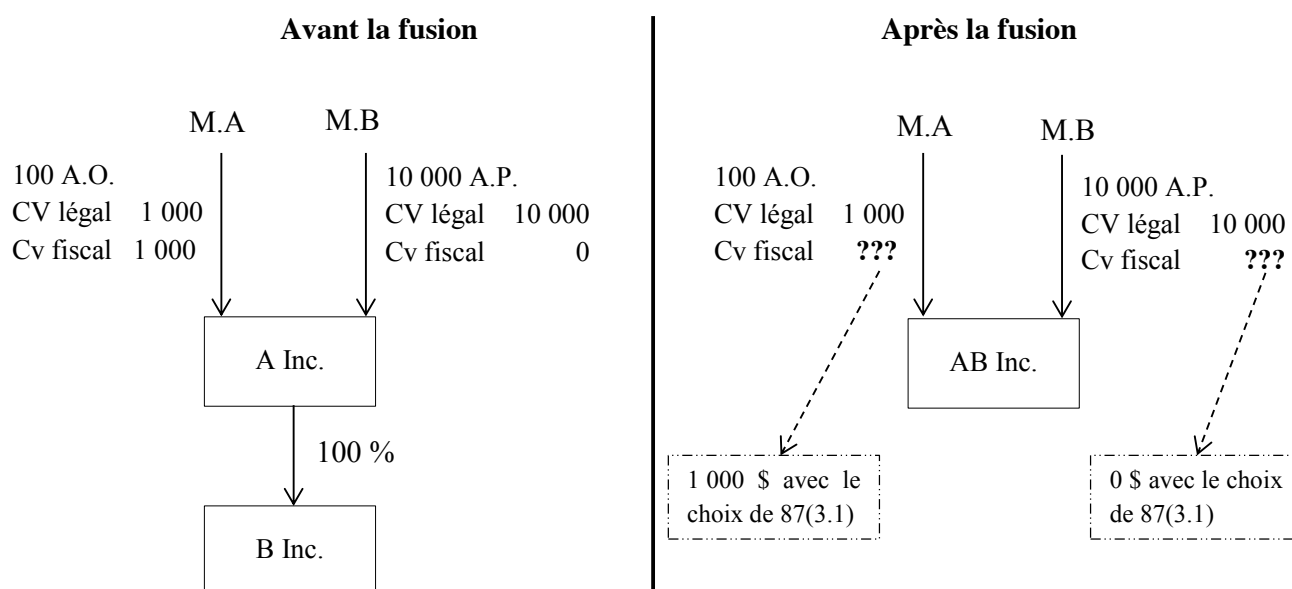 Avant la fusion
M.A M.B
100 A.O.
CV légal 1 000
Cv fiscal 1 000
10 000 A.P.
CV légal 10 000
Cv fiscal 0
A Inc.
100 %
B Inc.
Après la fusion
M.A M.B
100 A.O.
CV légal 1 000
Cv fiscal ???
10 000 A.P.
CV légal 10 000
Cv fiscal ???
AB Inc.
1 000 $ avec le
choix de 87(3.1)
0 $ avec le choix
de 87(3.1)